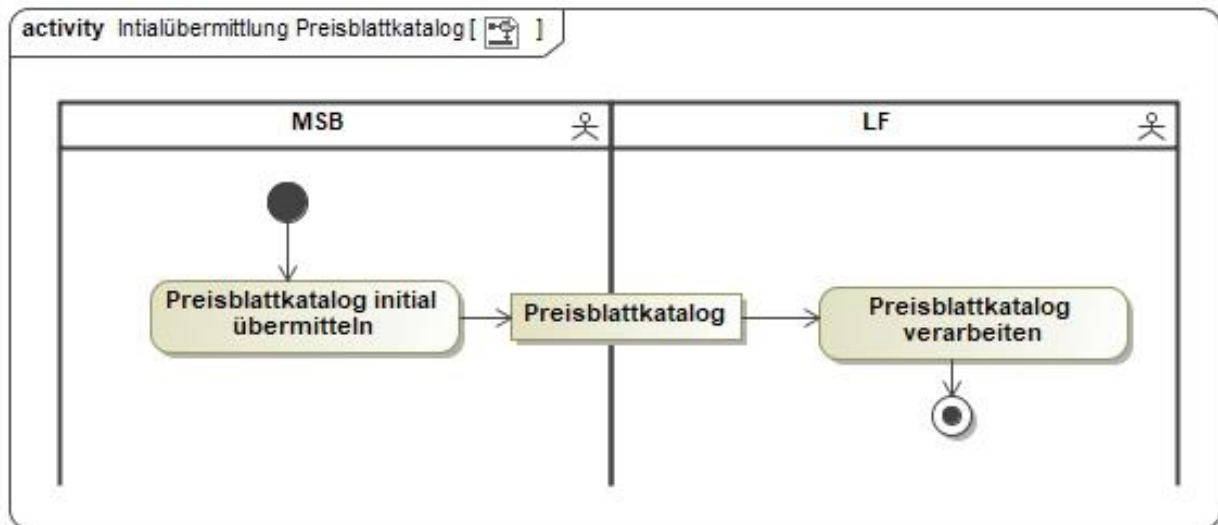 activity Intialübermittlung Preisblattkatalog [ ]
MSB
LF
Preisblattkatalog initial
übermitteln
Preisblattkatalog
Preisblattkatalog
verarbeiten